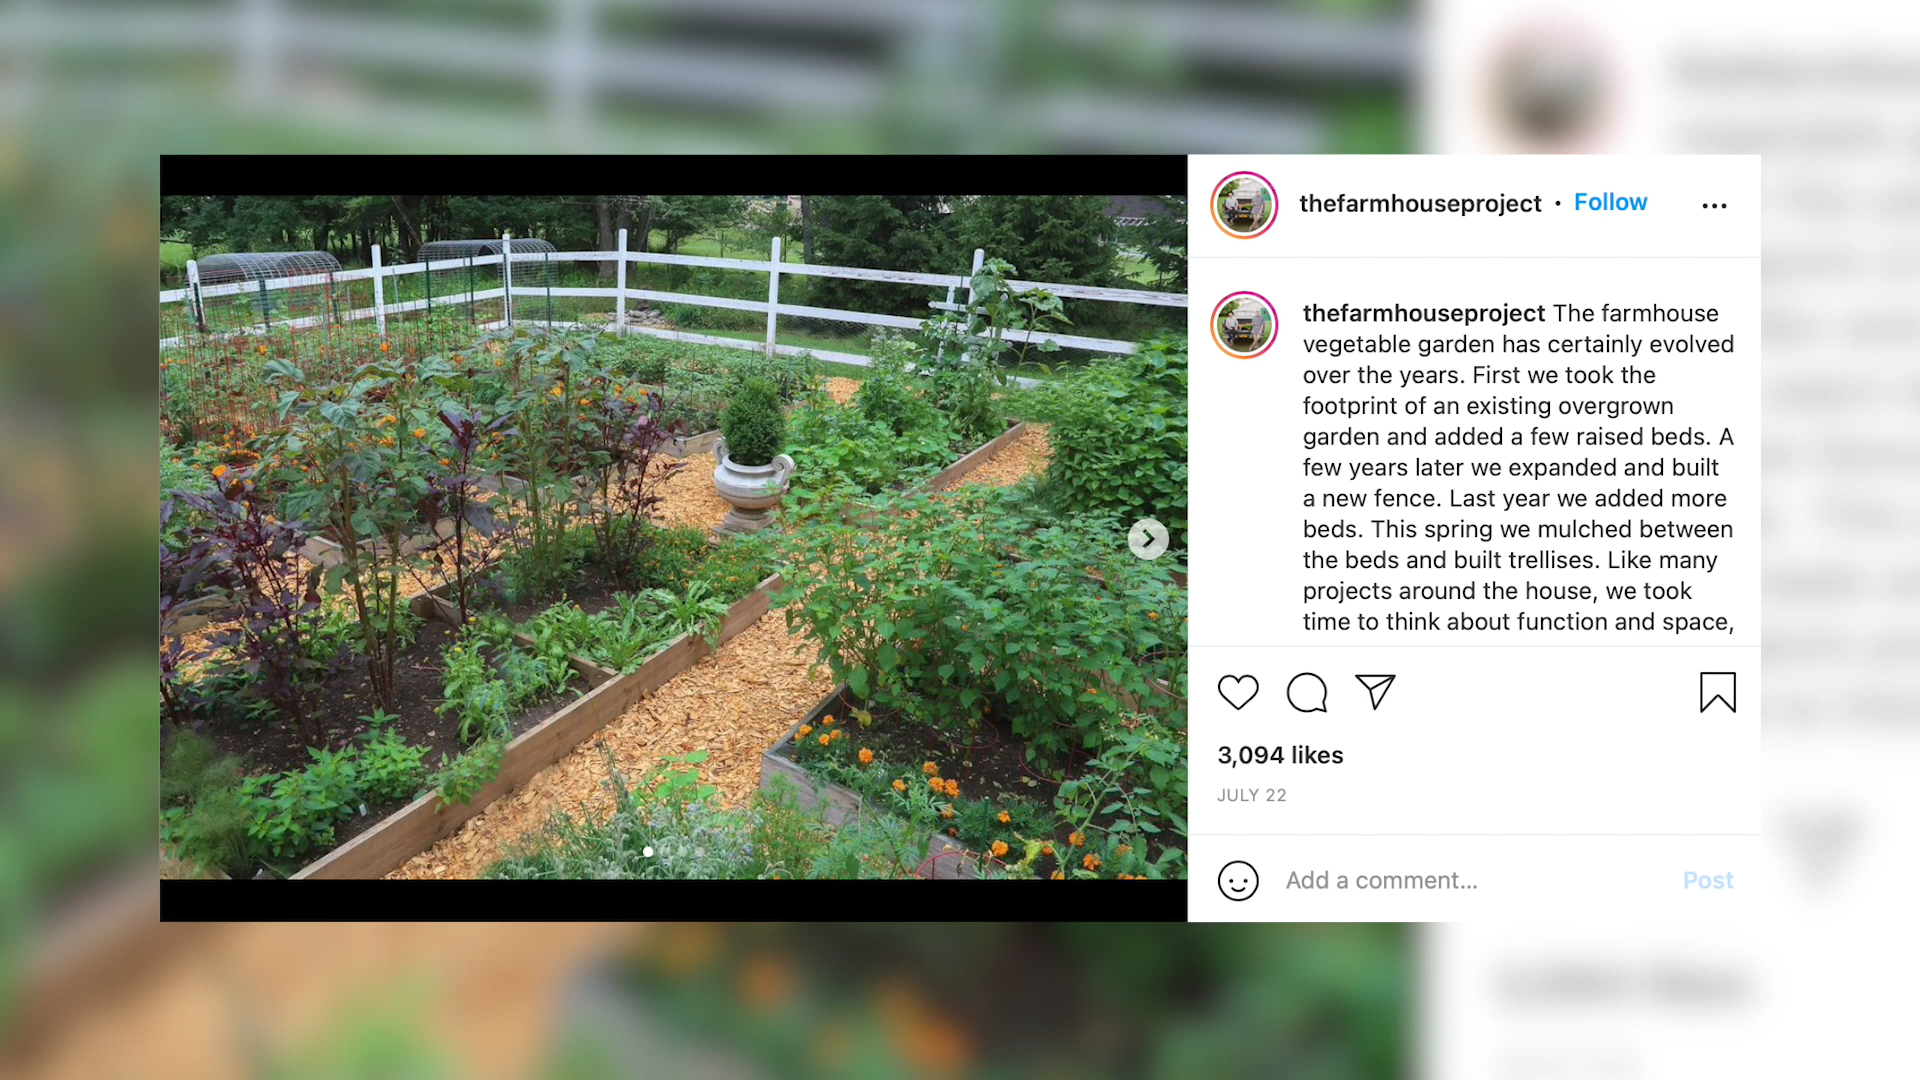 thefarmhouseproject • Follow
thefarmhouseproject The farmhouse
vegetable garden has certainly evolved
over the years. First we took the
footprint of an existing overgrown
garden and added a few raised beds. A
few years later we expanded and built
a new fence. Last year we added more
beds. This spring we mulched between
the beds and built trellises. Like many
projects around the house, we took
time to think about function and space,
3,094 likes
JULY 22
Add a comment...
Post